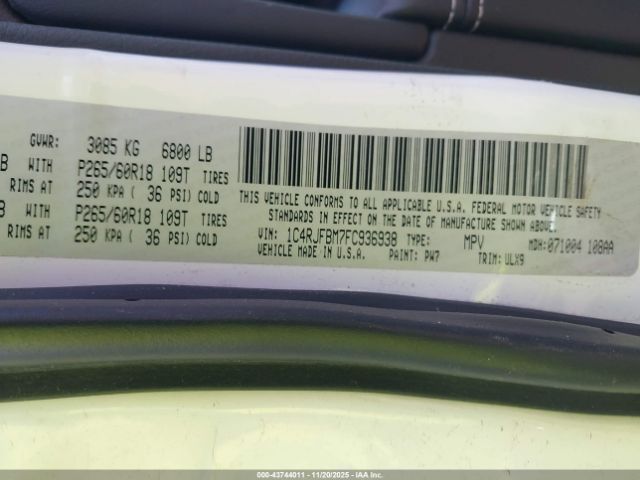 GVWR: 3085 KG 6800 LB
B WITH P265/60R18 109T TIRES
RIMS AT 250 KPA ( 36 PSI) COLD
B WITH P265/60R18 109T TIRES
RIMS AT 250 KPA ( 36 PSI) COLD
THIS VEHICLE CONFORMS TO ALL APPLICABLE U.S.A. FEDERAL MOTOR VEHICLE SAFETY
STANDARDS IN EFFECT ON THE DATE OF MANUFACTURE SHOWN ABOVE.
VIN: 1C4RJFBM7FC936938 TYPE: MPV MDH:071004 108AA
VEHICLE MADE IN U.S.A. PAINT: PW7 TRIM: ULX9
000-43744011 - 11/20/2025 - IAA Inc.